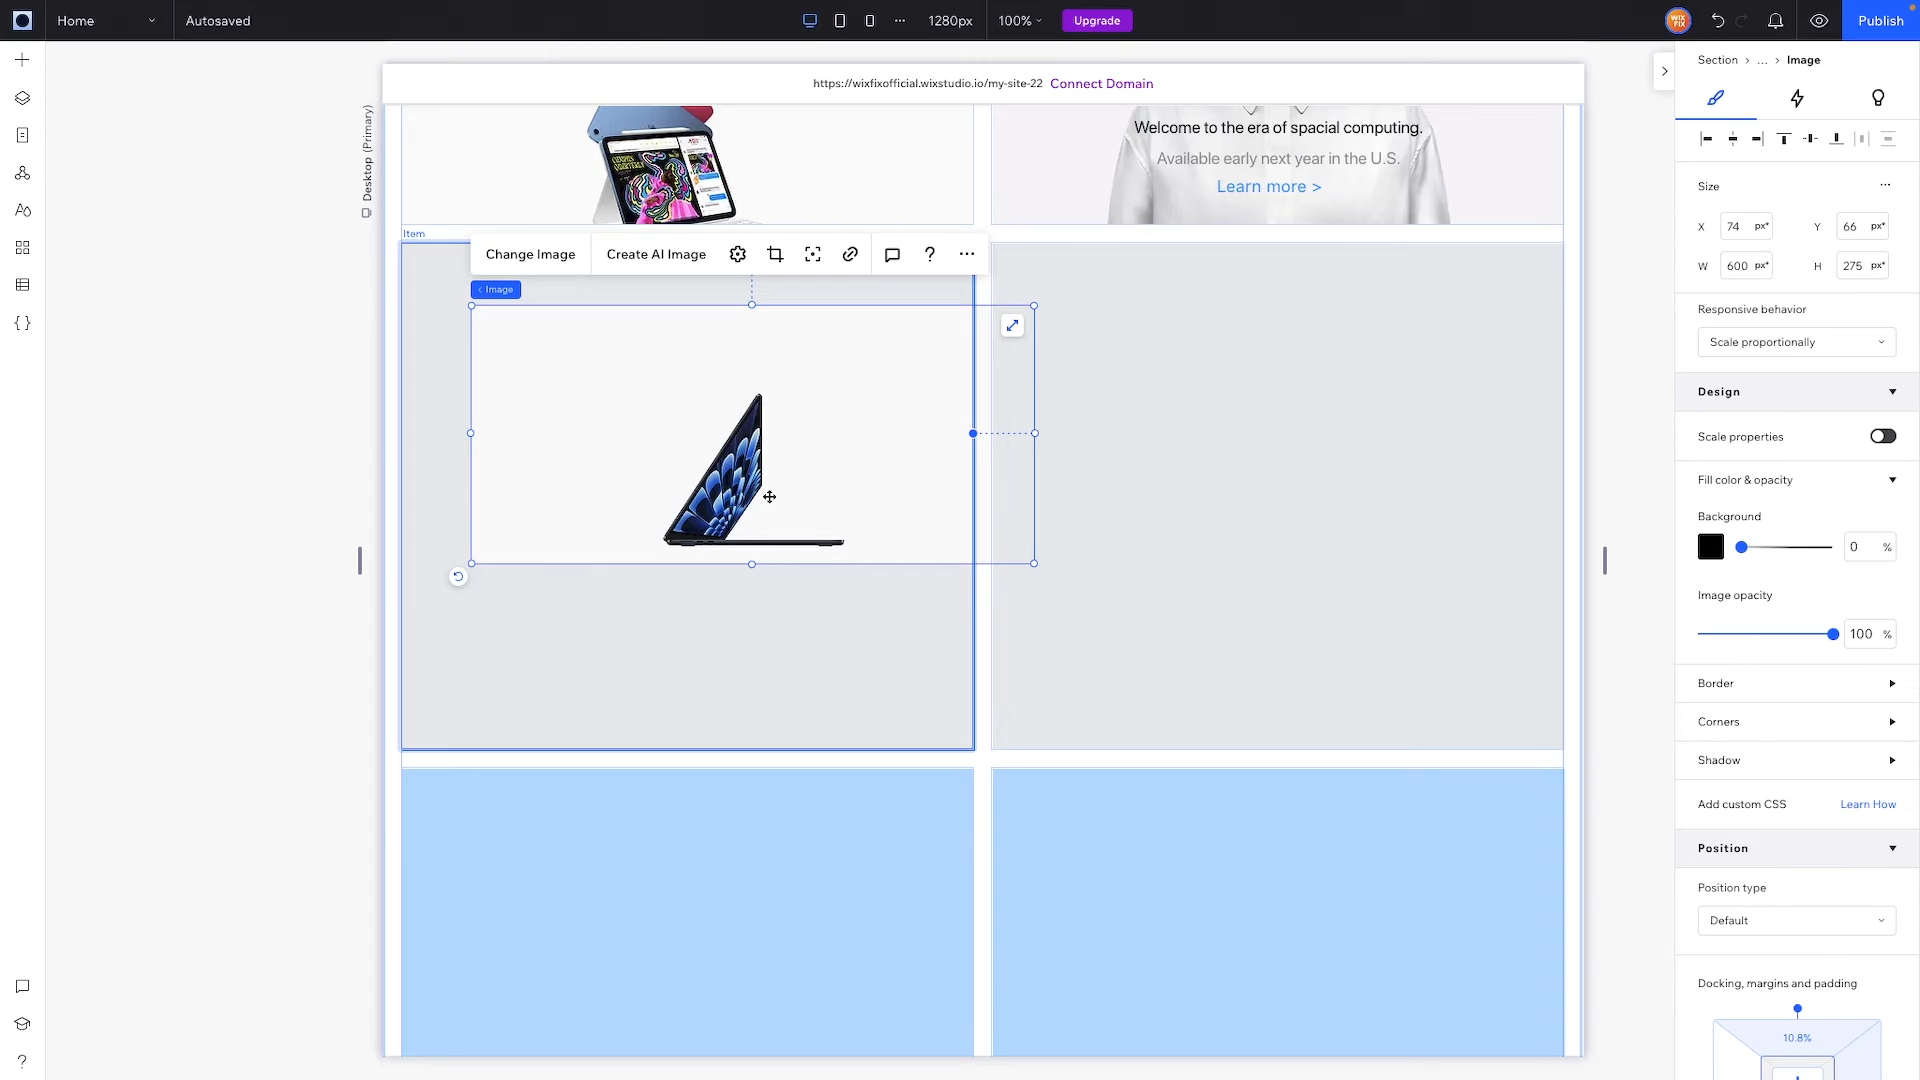 Home
Autosaved
1280px
100%
Upgrade
Publish
https://wixfixofficial.wixstudio.io/my-site-22 Connect Domain
Section > ... > Image
Desktop (Primary)
Welcome to the era of spacial computing.
Available early next year in the U.S.
Learn more >
Item
Change Image
Create AI Image
< Image
Size
X 74 px*
Y 66 px*
W 600 px*
H 275 px*
Responsive behavior
Scale proportionally
Design
Scale properties
Fill color & opacity
Background
0 %
Image opacity
100 %
Border
Corners
Shadow
Add custom CSS
Learn How
Position
Position type
Default
Docking, margins and padding
10.8%